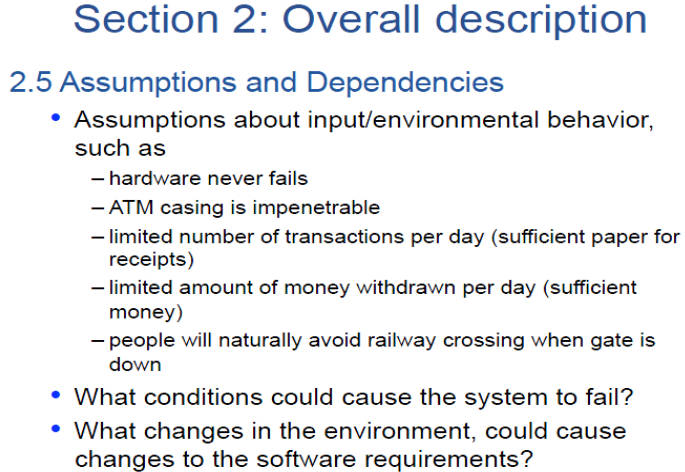 Section 2: Overall description
2.5 Assumptions and Dependencies
• Assumptions about input/environmental behavior,
such as
– hardware never fails
– ATM casing is impenetrable
– limited number of transactions per day (sufficient paper for
receipts)
– limited amount of money withdrawn per day (sufficient
money)
– people will naturally avoid railway crossing when gate is
down
• What conditions could cause the system to fail?
• What changes in the environment, could cause
changes to the software requirements?